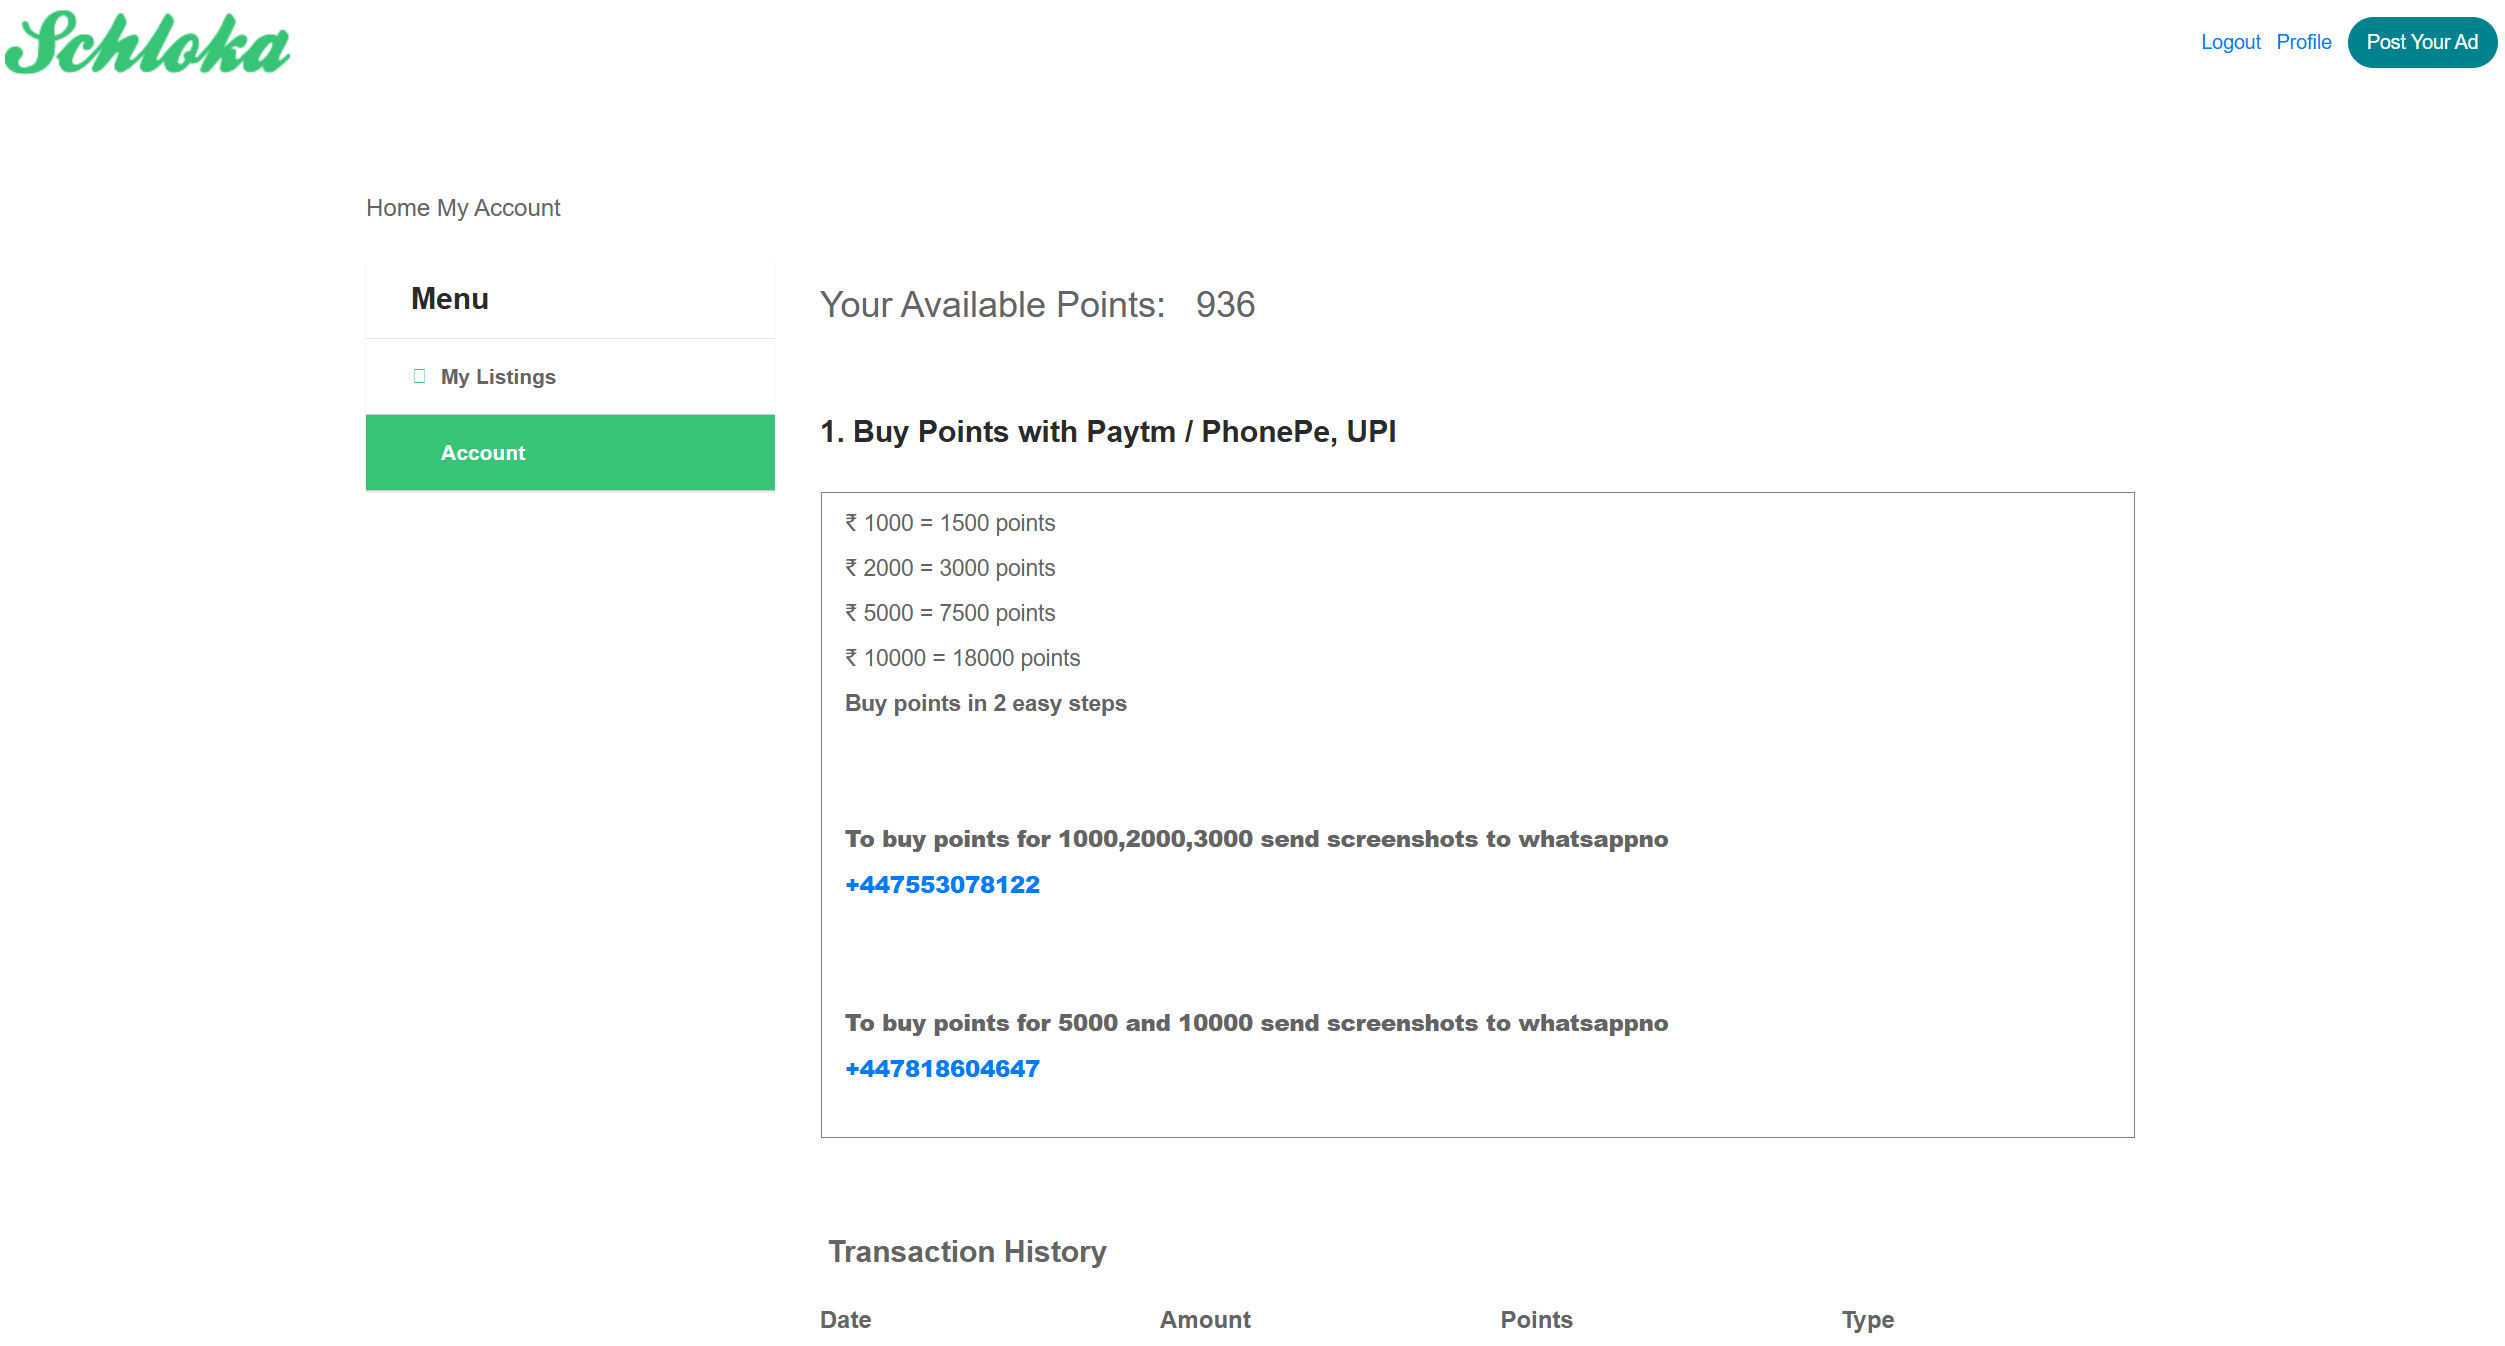 Schloka
Logout Profile Post Your Ad
Home My Account
Menu
My Listings
Account
Your Available Points: 936
1. Buy Points with Paytm / PhonePe, UPI
₹ 1000 = 1500 points
₹ 2000 = 3000 points
₹ 5000 = 7500 points
₹ 10000 = 18000 points
Buy points in 2 easy steps
To buy points for 1000,2000,3000 send screenshots to whatsappno
+447553078122
To buy points for 5000 and 10000 send screenshots to whatsappno
+447818604647
Transaction History
Date Amount Points Type